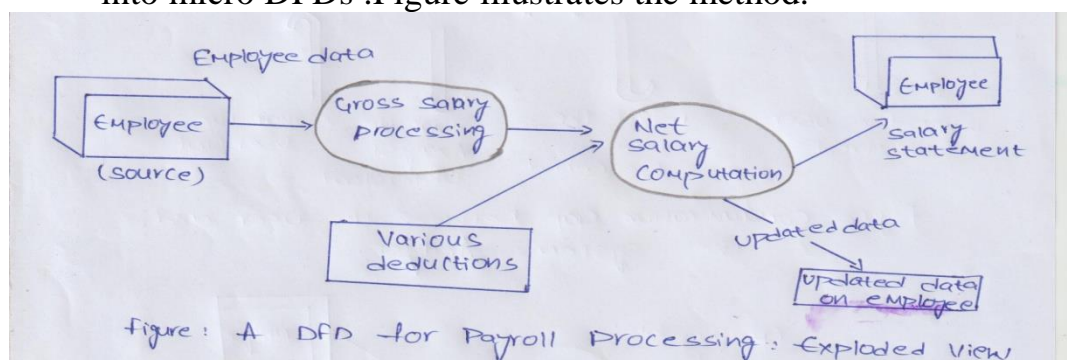 into micro DFDs .Figure illustrates the method.
Employee data
Employee
(source)
Gross salary
processing
Net
salary
computation
Employee
salary
statement
Various
deductions
updated data
updated data
on employee
figure : A DFD for Payroll Processing : Exploded View